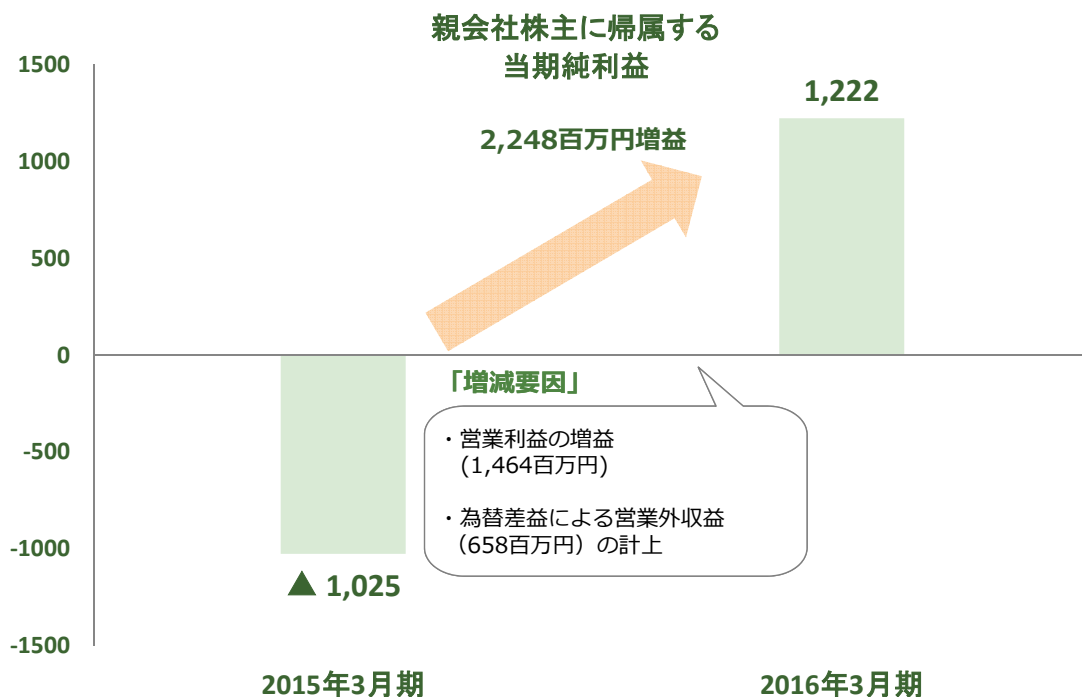 親会社株主に帰属する
当期純利益
1500
1000
500
0
-500
-1000
-1500
1,222
2,248百万円増益
「増減要因」
・営業利益の増益
(1,464百万円)
・為替差益による営業外収益
（658百万円）の計上
▲ 1,025
2015年3月期
2016年3月期